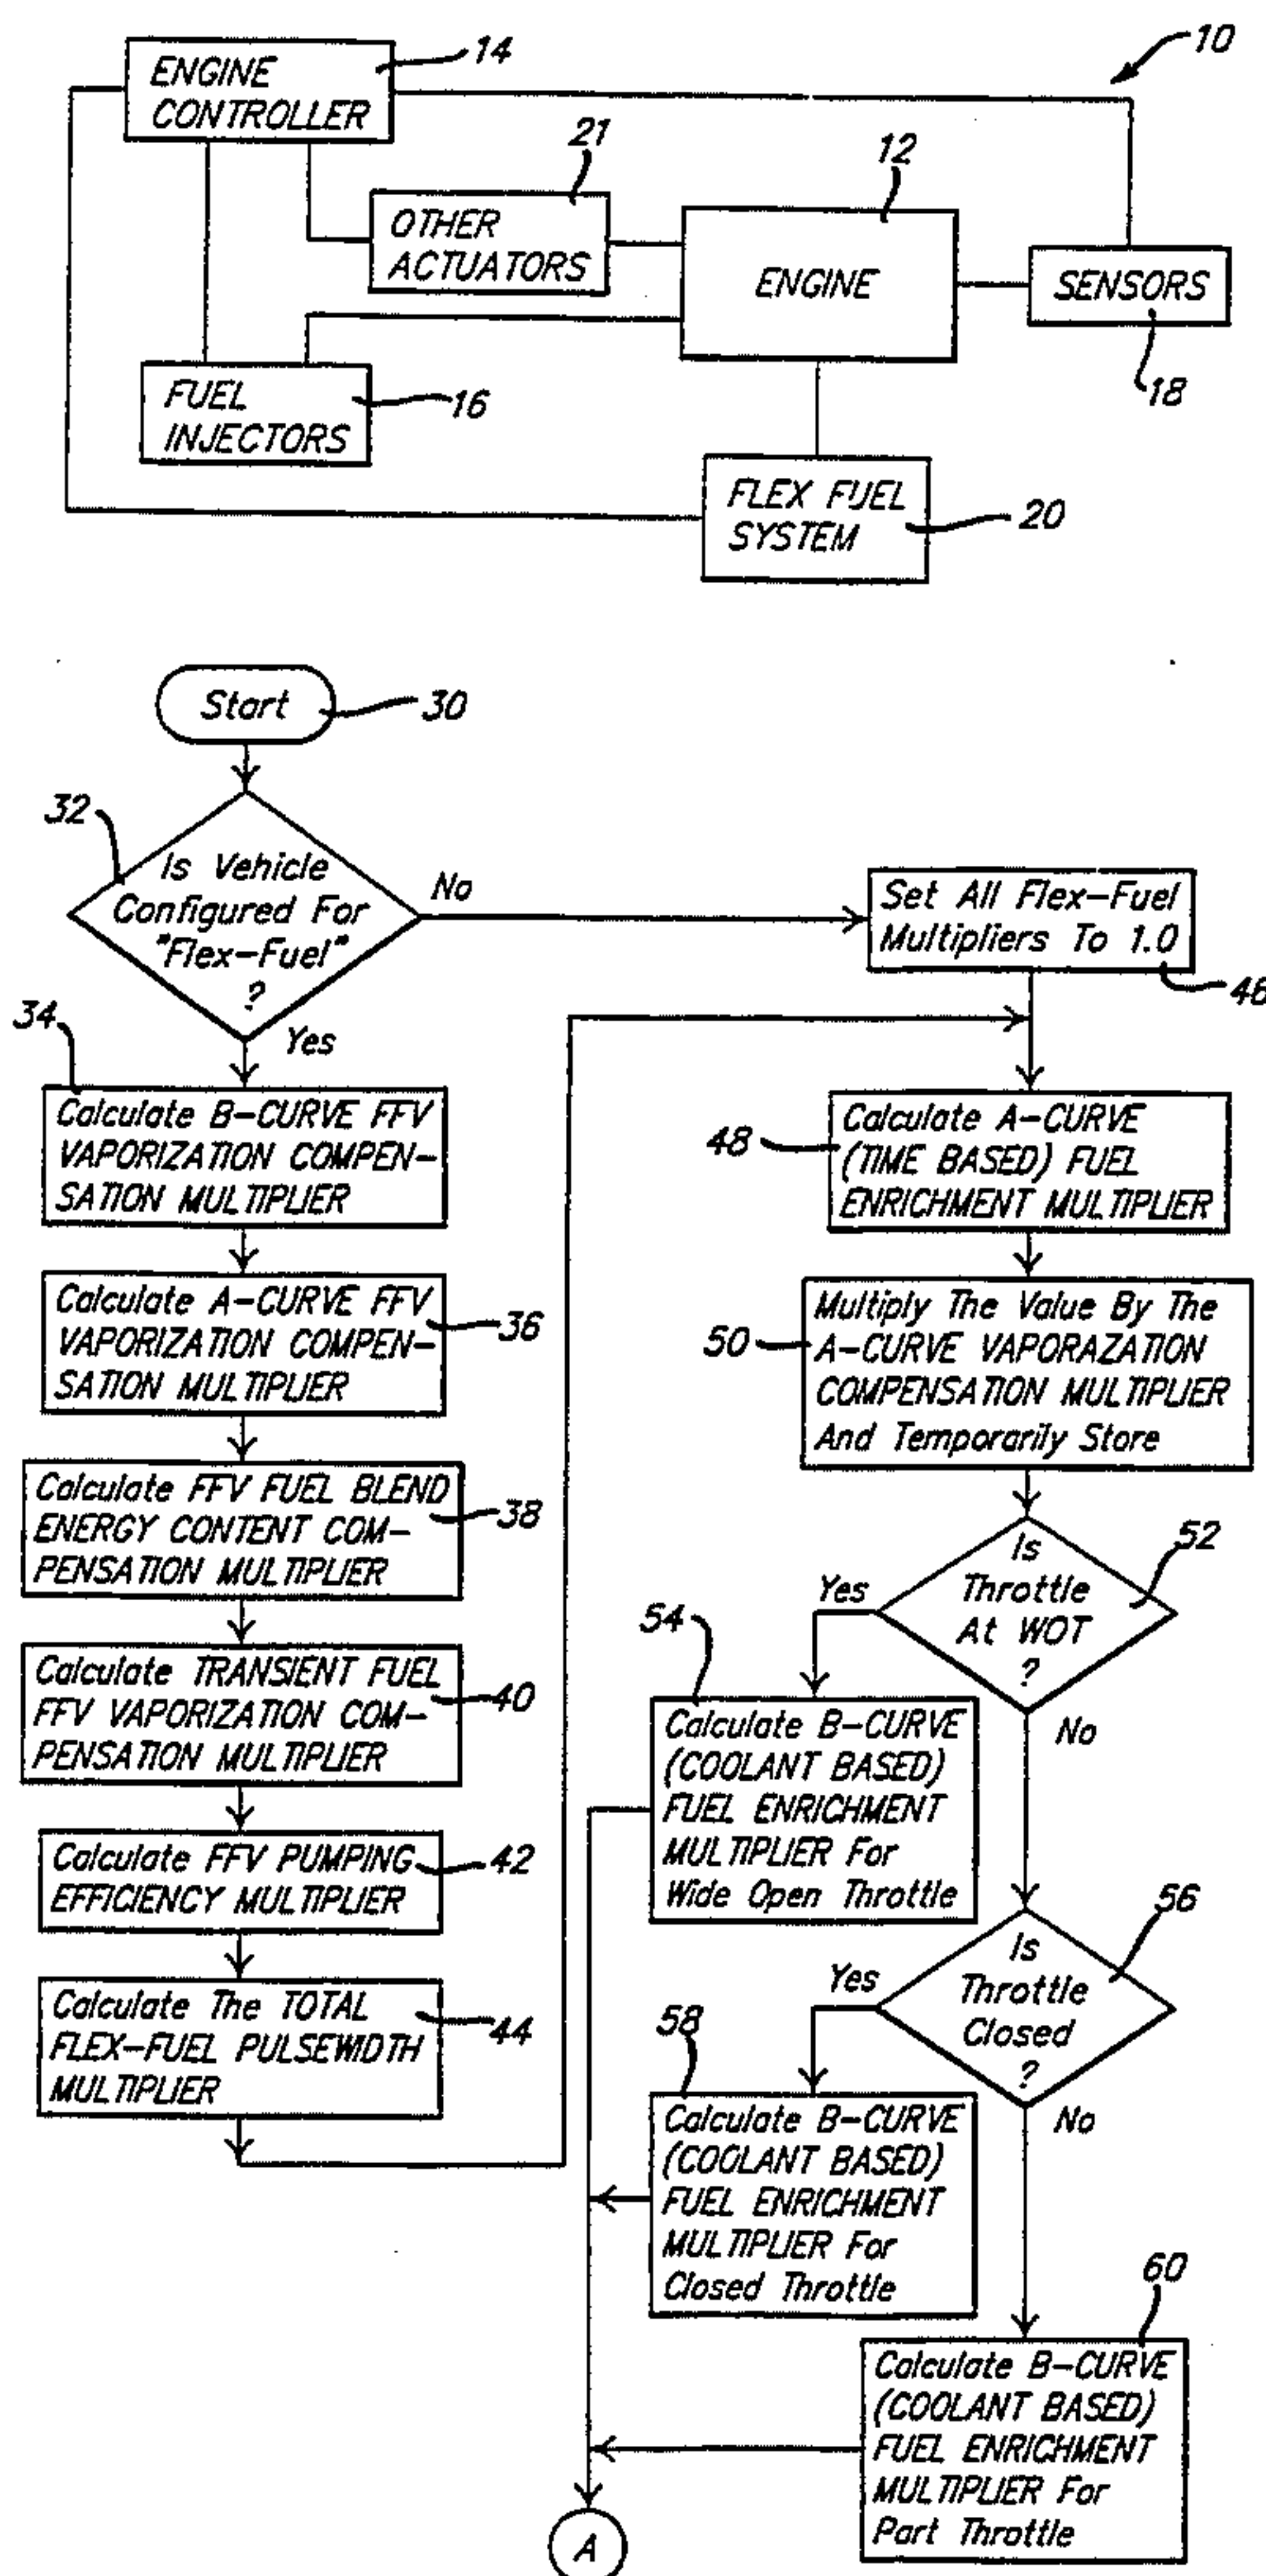 10
14
ENGINE
CONTROLLER
21
12
OTHER
ACTUATORS
ENGINE
SENSORS
18
FUEL
INJECTORS
16
FLEX FUEL
SYSTEM
20
Start
30
32
Is Vehicle
Configured For
"Flex-Fuel"
?
No
Yes
Set All Flex-Fuel
Multipliers To 1.0
46
34
Calculate B-CURVE FFV
VAPORIZATION COMPEN-
SATION MULTIPLIER
Calculate A-CURVE FFV
VAPORIZATION COMPEN-
SATION MULTIPLIER
36
Calculate FFV FUEL BLEND
ENERGY CONTENT COM-
PENSATION MULTIPLIER
38
Calculate TRANSIENT FUEL
FFV VAPORIZATION COM-
PENSATION MULTIPLIER
40
Calculate FFV PUMPING
EFFICIENCY MULTIPLIER
42
Calculate The TOTAL
FLEX-FUEL PULSEWIDTH
MULTIPLIER
44
48
Calculate A-CURVE
(TIME BASED) FUEL
ENRICHMENT MULTIPLIER
50
Multiply The Value By The
A-CURVE VAPORAZATION
COMPENSATION MULTIPLIER
And Temporarily Store
52
Is
Throttle
At WOT
?
Yes
No
54
Calculate B-CURVE
(COOLANT BASED)
FUEL ENRICHMENT
MULTIPLIER For
Wide Open Throttle
56
Is
Throttle
Closed
?
Yes
No
58
Calculate B-CURVE
(COOLANT BASED)
FUEL ENRICHMENT
MULTIPLIER For
Closed Throttle
60
Calculate B-CURVE
(COOLANT BASED)
FUEL ENRICHMENT
MULTIPLIER For
Part Throttle
A